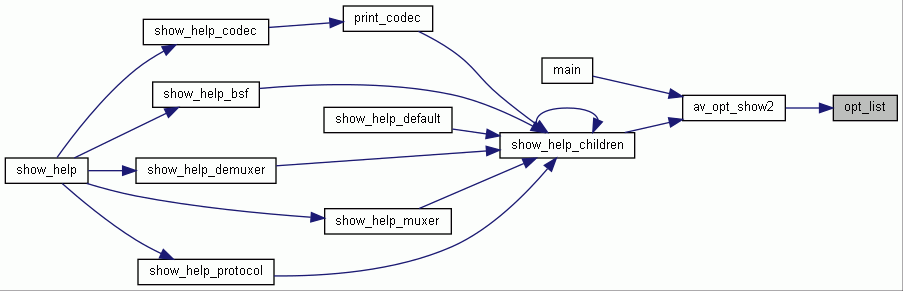 print_codec
show_help_codec
main
show_help_bsf
av_opt_show2
opt_list
show_help_default
show_help_children
show_help
show_help_demuxer
show_help_muxer
show_help_protocol